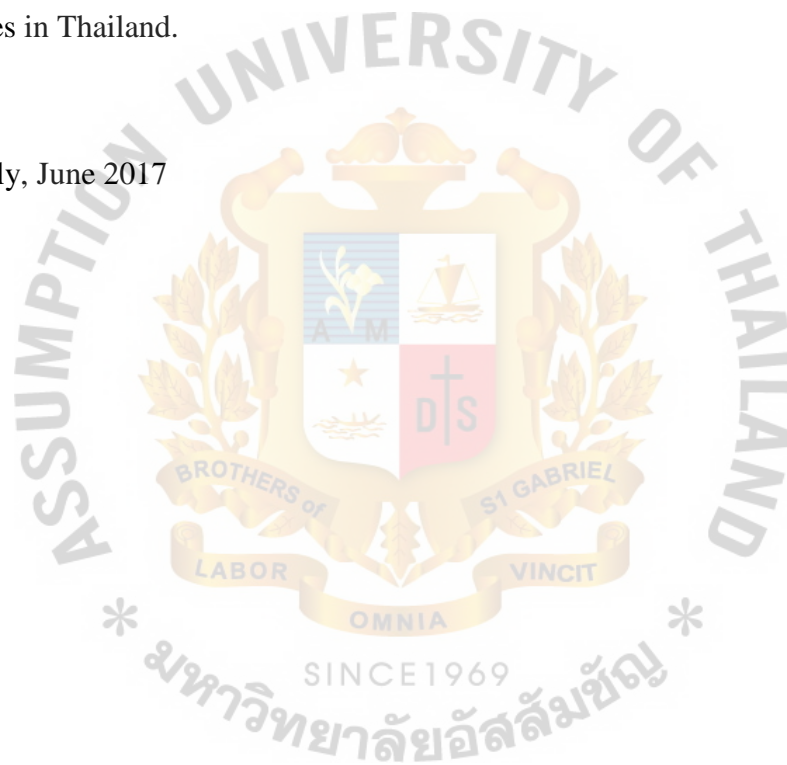 es in Thailand.
ly, June 2017
ASSUMPTION UNIVERSITY OF THAILAND
A M
D S
BROTHERS of
S1 GABRIEL
LABOR
VINCIT
OMNIA
* SINCE1969 *
มหาวิทยาลัยอัสสัมชัญ